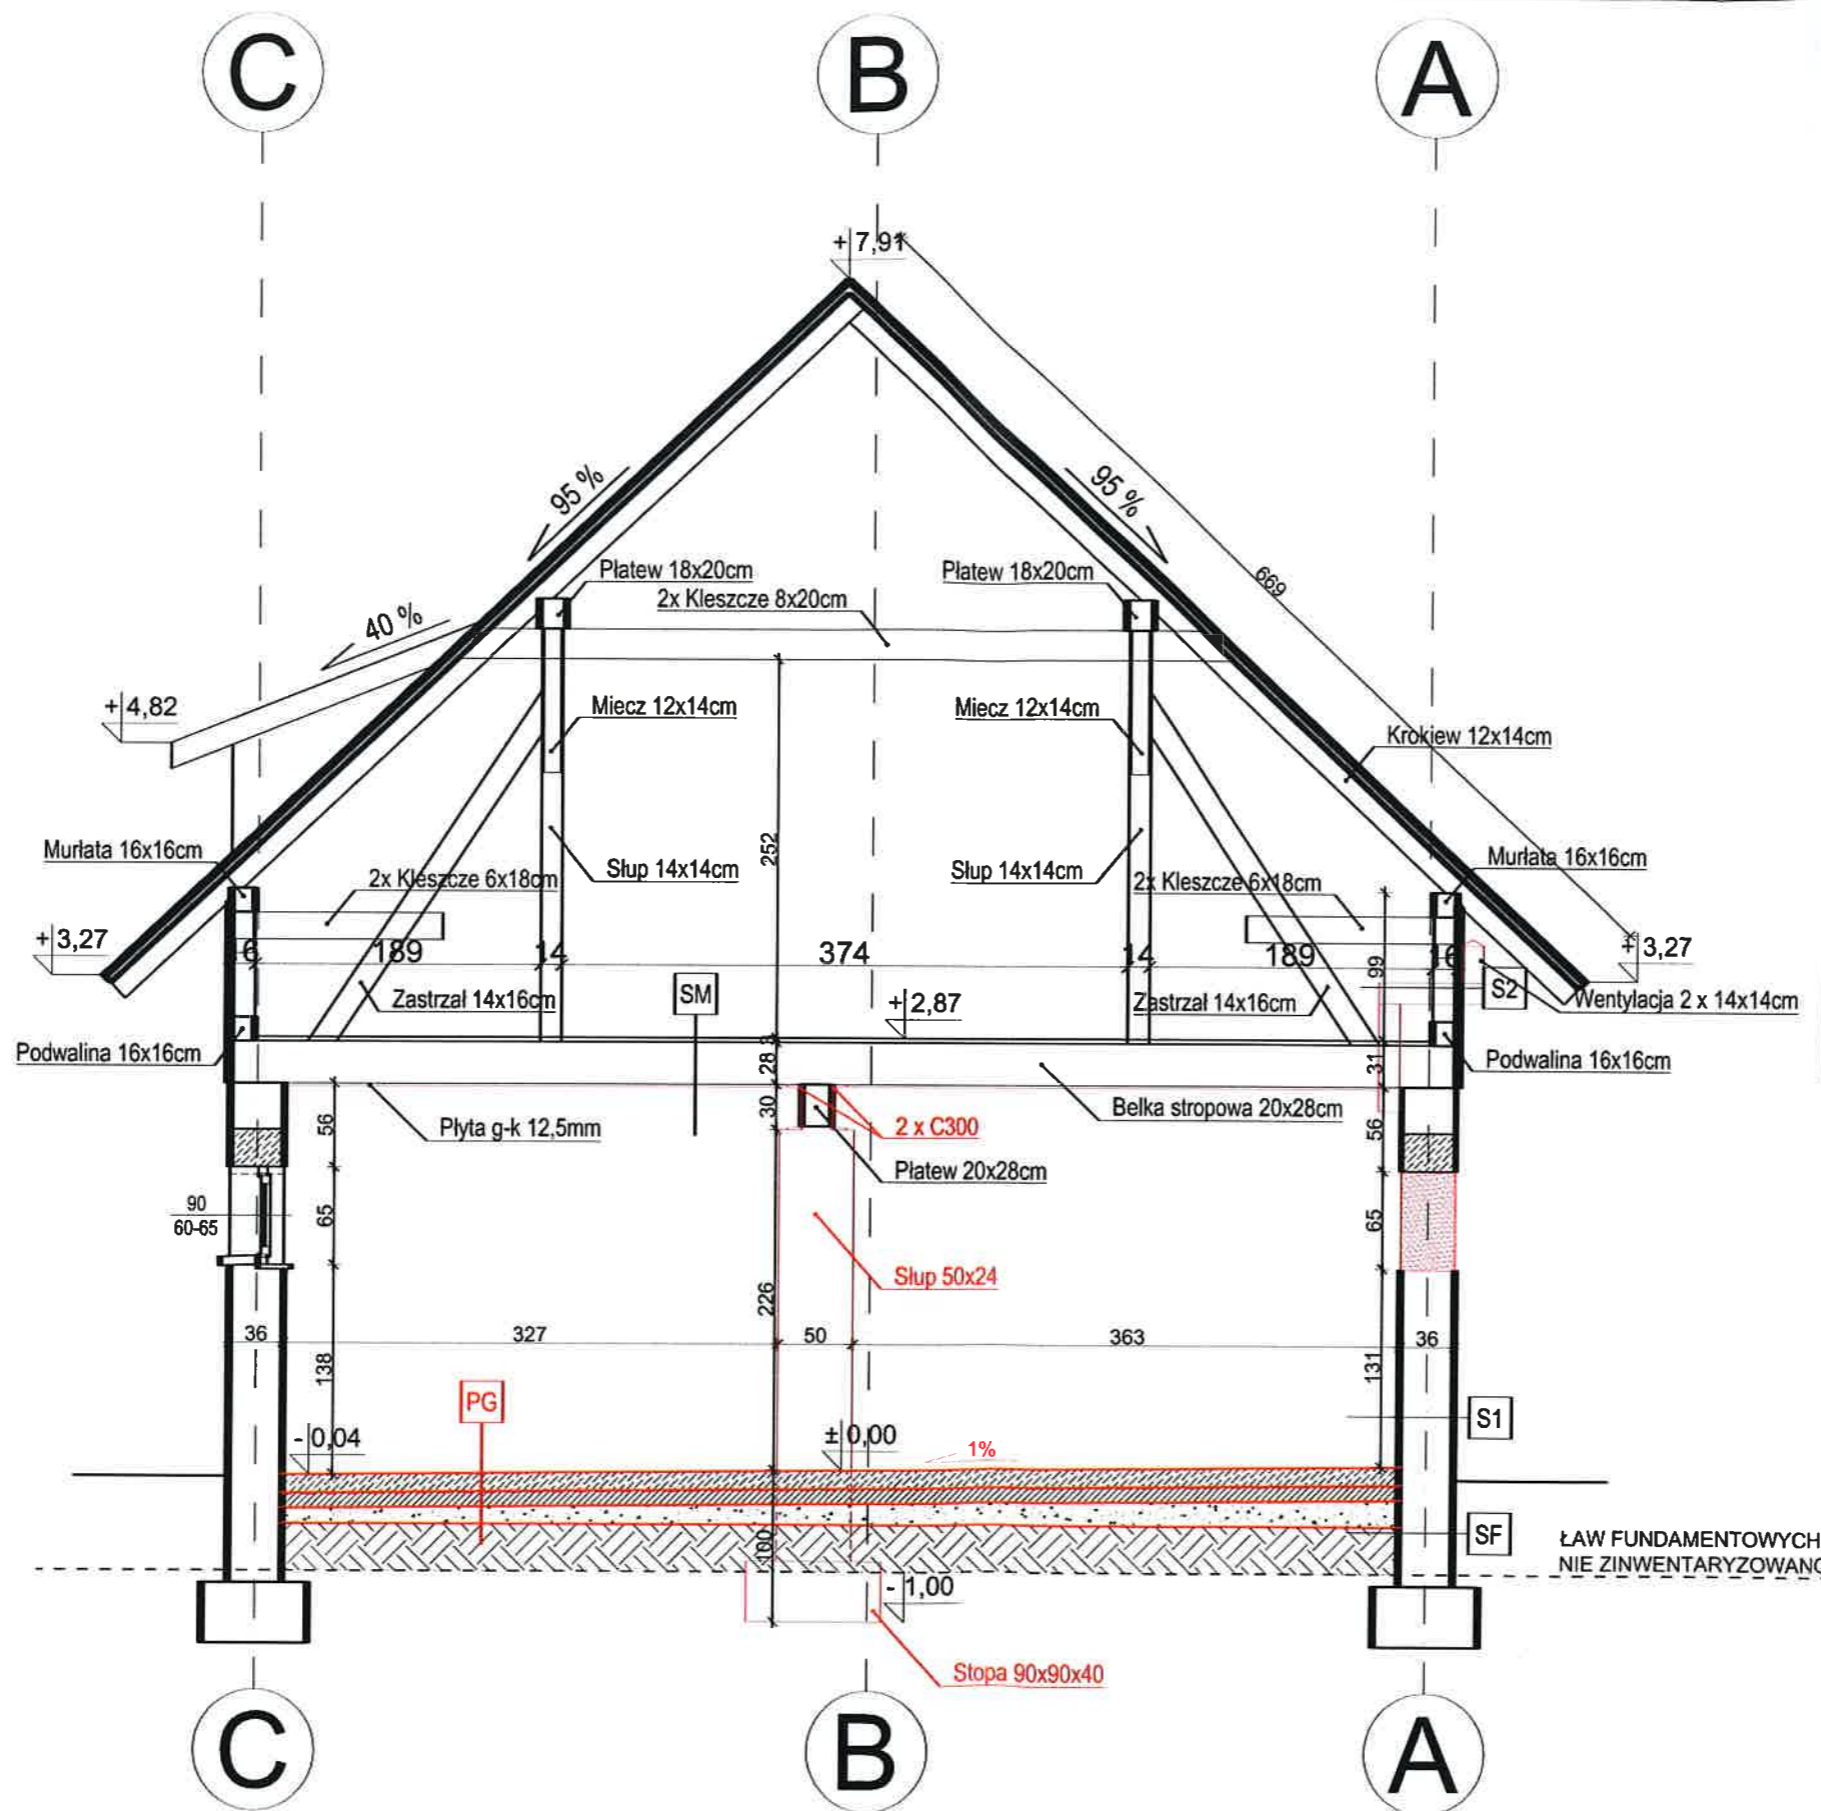 C
B
A
+ 7,91
95 %
95 %
669
40 %
Płatew 18x20cm
Płatew 18x20cm
2x Kleszcze 8x20cm
+ 4,82
Miecz 12x14cm
Miecz 12x14cm
Krokiew 12x14cm
Murłata 16x16cm
252
Murłata 16x16cm
2x Kleszcze 6x18cm
Słup 14x14cm
Słup 14x14cm
2x Kleszcze 6x18cm
+ 3,27
16
189
14
374
14
189
16
+ 3,27
99
SM
S2
Zastrzał 14x16cm
+ 2,87
Zastrzał 14x16cm
Wentylacja 2 x 14x14cm
Podwalina 16x16cm
3
28
31
Podwalina 16x16cm
30
56
Płyta g-k 12,5mm
2 x C300
Belka stropowa 20x28cm
56
Płatew 20x28cm
90
60-65
65
65
Słup 50x24
226
36
327
50
363
36
138
131
PG
S1
- 0,04
± 0,00
1%
100
SF
ŁAW FUNDAMENTOWYCH
NIE ZINWENTARYZOWANO
- 1,00
Stopa 90x90x40
C
B
A